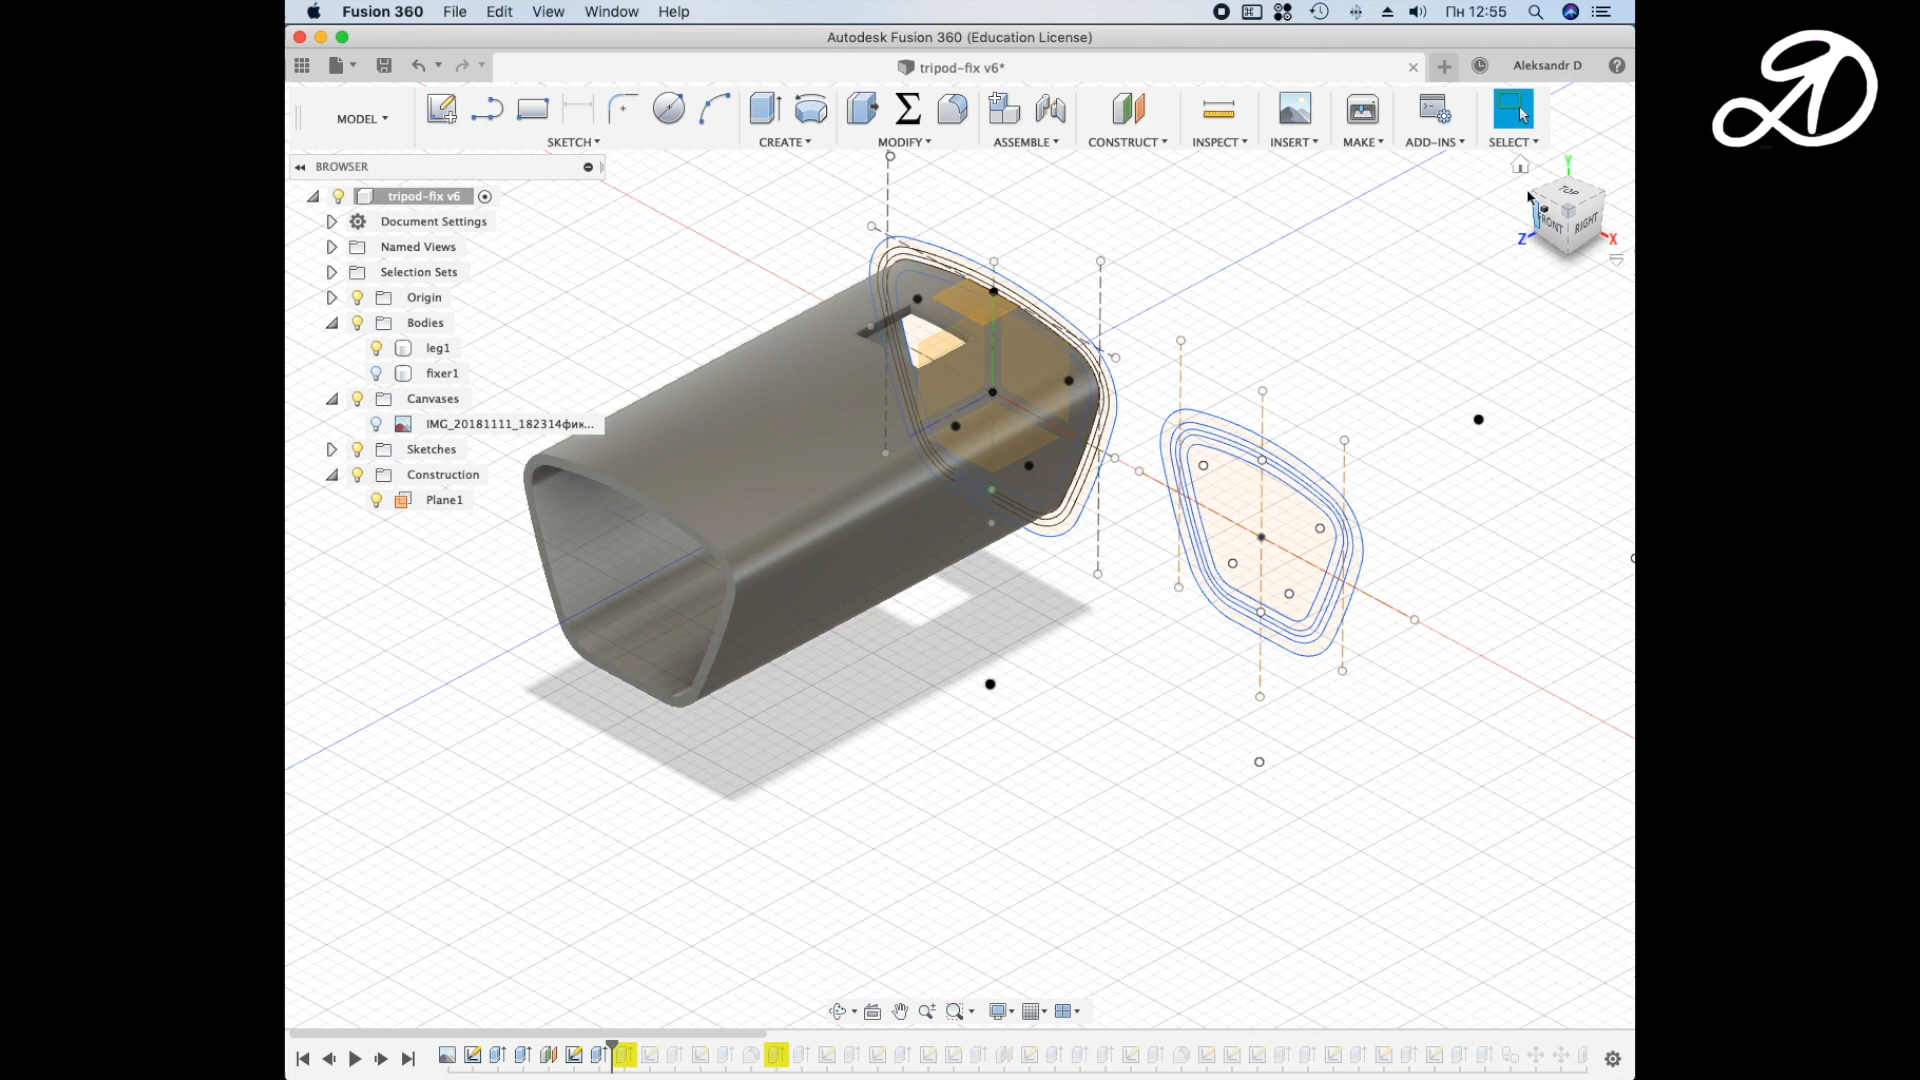 Fusion 360 File Edit View Window Help Пн 12:55
Autodesk Fusion 360 (Education License)
tripod-fix v6* Aleksandr D
MODEL
SKETCH CREATE MODIFY ASSEMBLE CONSTRUCT INSPECT INSERT MAKE ADD-INS SELECT
BROWSER
tripod-fix v6
Document Settings
Named Views
Selection Sets
Origin
Bodies
leg1
fixer1
Canvases
IMG_20181111_182314фик...
Sketches
Construction
Plane1
Y
TOP
FRONT RIGHT
Z X